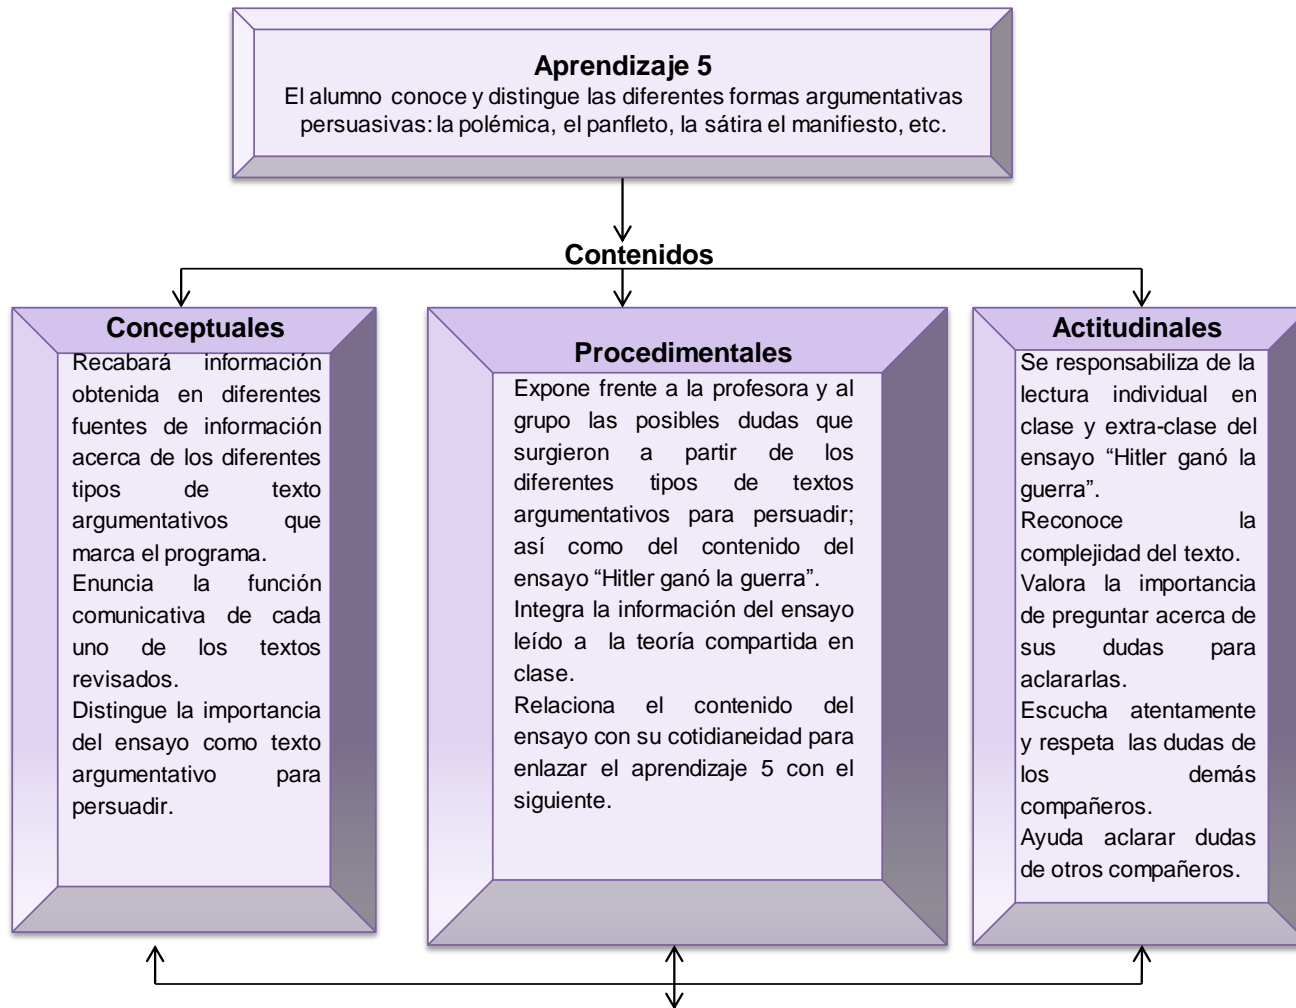 Aprendizaje 5
El alumno conoce y distingue las diferentes formas argumentativas
persuasivas: la polémica, el panfleto, la sátira el manifiesto, etc.
Contenidos
Conceptuales
Recabará información
obtenida en diferentes
fuentes de información
acerca de los diferentes
tipos de texto
argumentativos que
marca el programa.
Enuncia la función
comunicativa de cada
uno de los textos
revisados.
Distingue la importancia
del ensayo como texto
argumentativo para
persuadir.
Procedimentales
Expone frente a la profesora y al
grupo las posibles dudas que
surgieron a partir de los
diferentes tipos de textos
argumentativos para persuadir;
así como del contenido del
ensayo “Hitler ganó la guerra”.
Integra la información del ensayo
leído a la teoría compartida en
clase.
Relaciona el contenido del
ensayo con su cotidianeidad para
enlazar el aprendizaje 5 con el
siguiente.
Actitudinales
Se responsabiliza de la
lectura individual en
clase y extra-clase del
ensayo “Hitler ganó la
guerra”.
Reconoce la
complejidad del texto.
Valora la importancia
de preguntar acerca de
sus dudas para
aclararlas.
Escucha atentamente
y respeta las dudas de
los demás
compañeros.
Ayuda aclarar dudas
de otros compañeros.